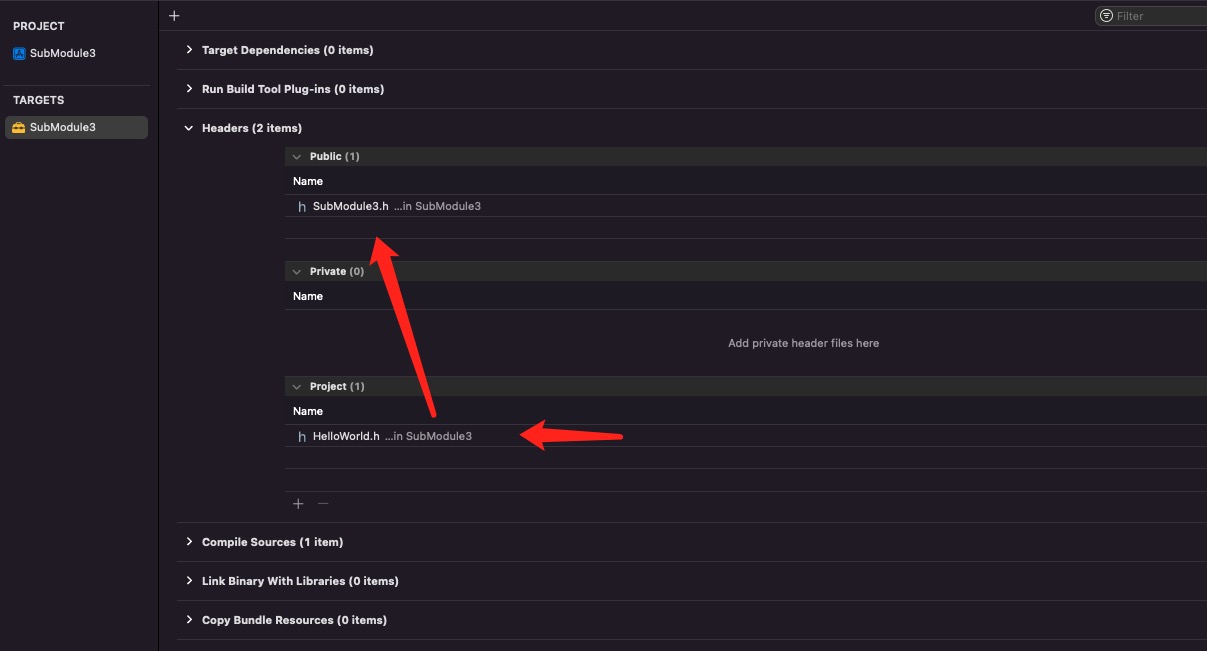 PROJECT
SubModule3
TARGETS
SubModule3
+
Filter
Target Dependencies (0 items)
Run Build Tool Plug-ins (0 items)
Headers (2 items)
Public (1)
Name
h SubModule3.h ...in SubModule3
Private (0)
Name
Add private header files here
Project (1)
Name
h HelloWorld.h ...in SubModule3
+ —
Compile Sources (1 item)
Link Binary With Libraries (0 items)
Copy Bundle Resources (0 items)